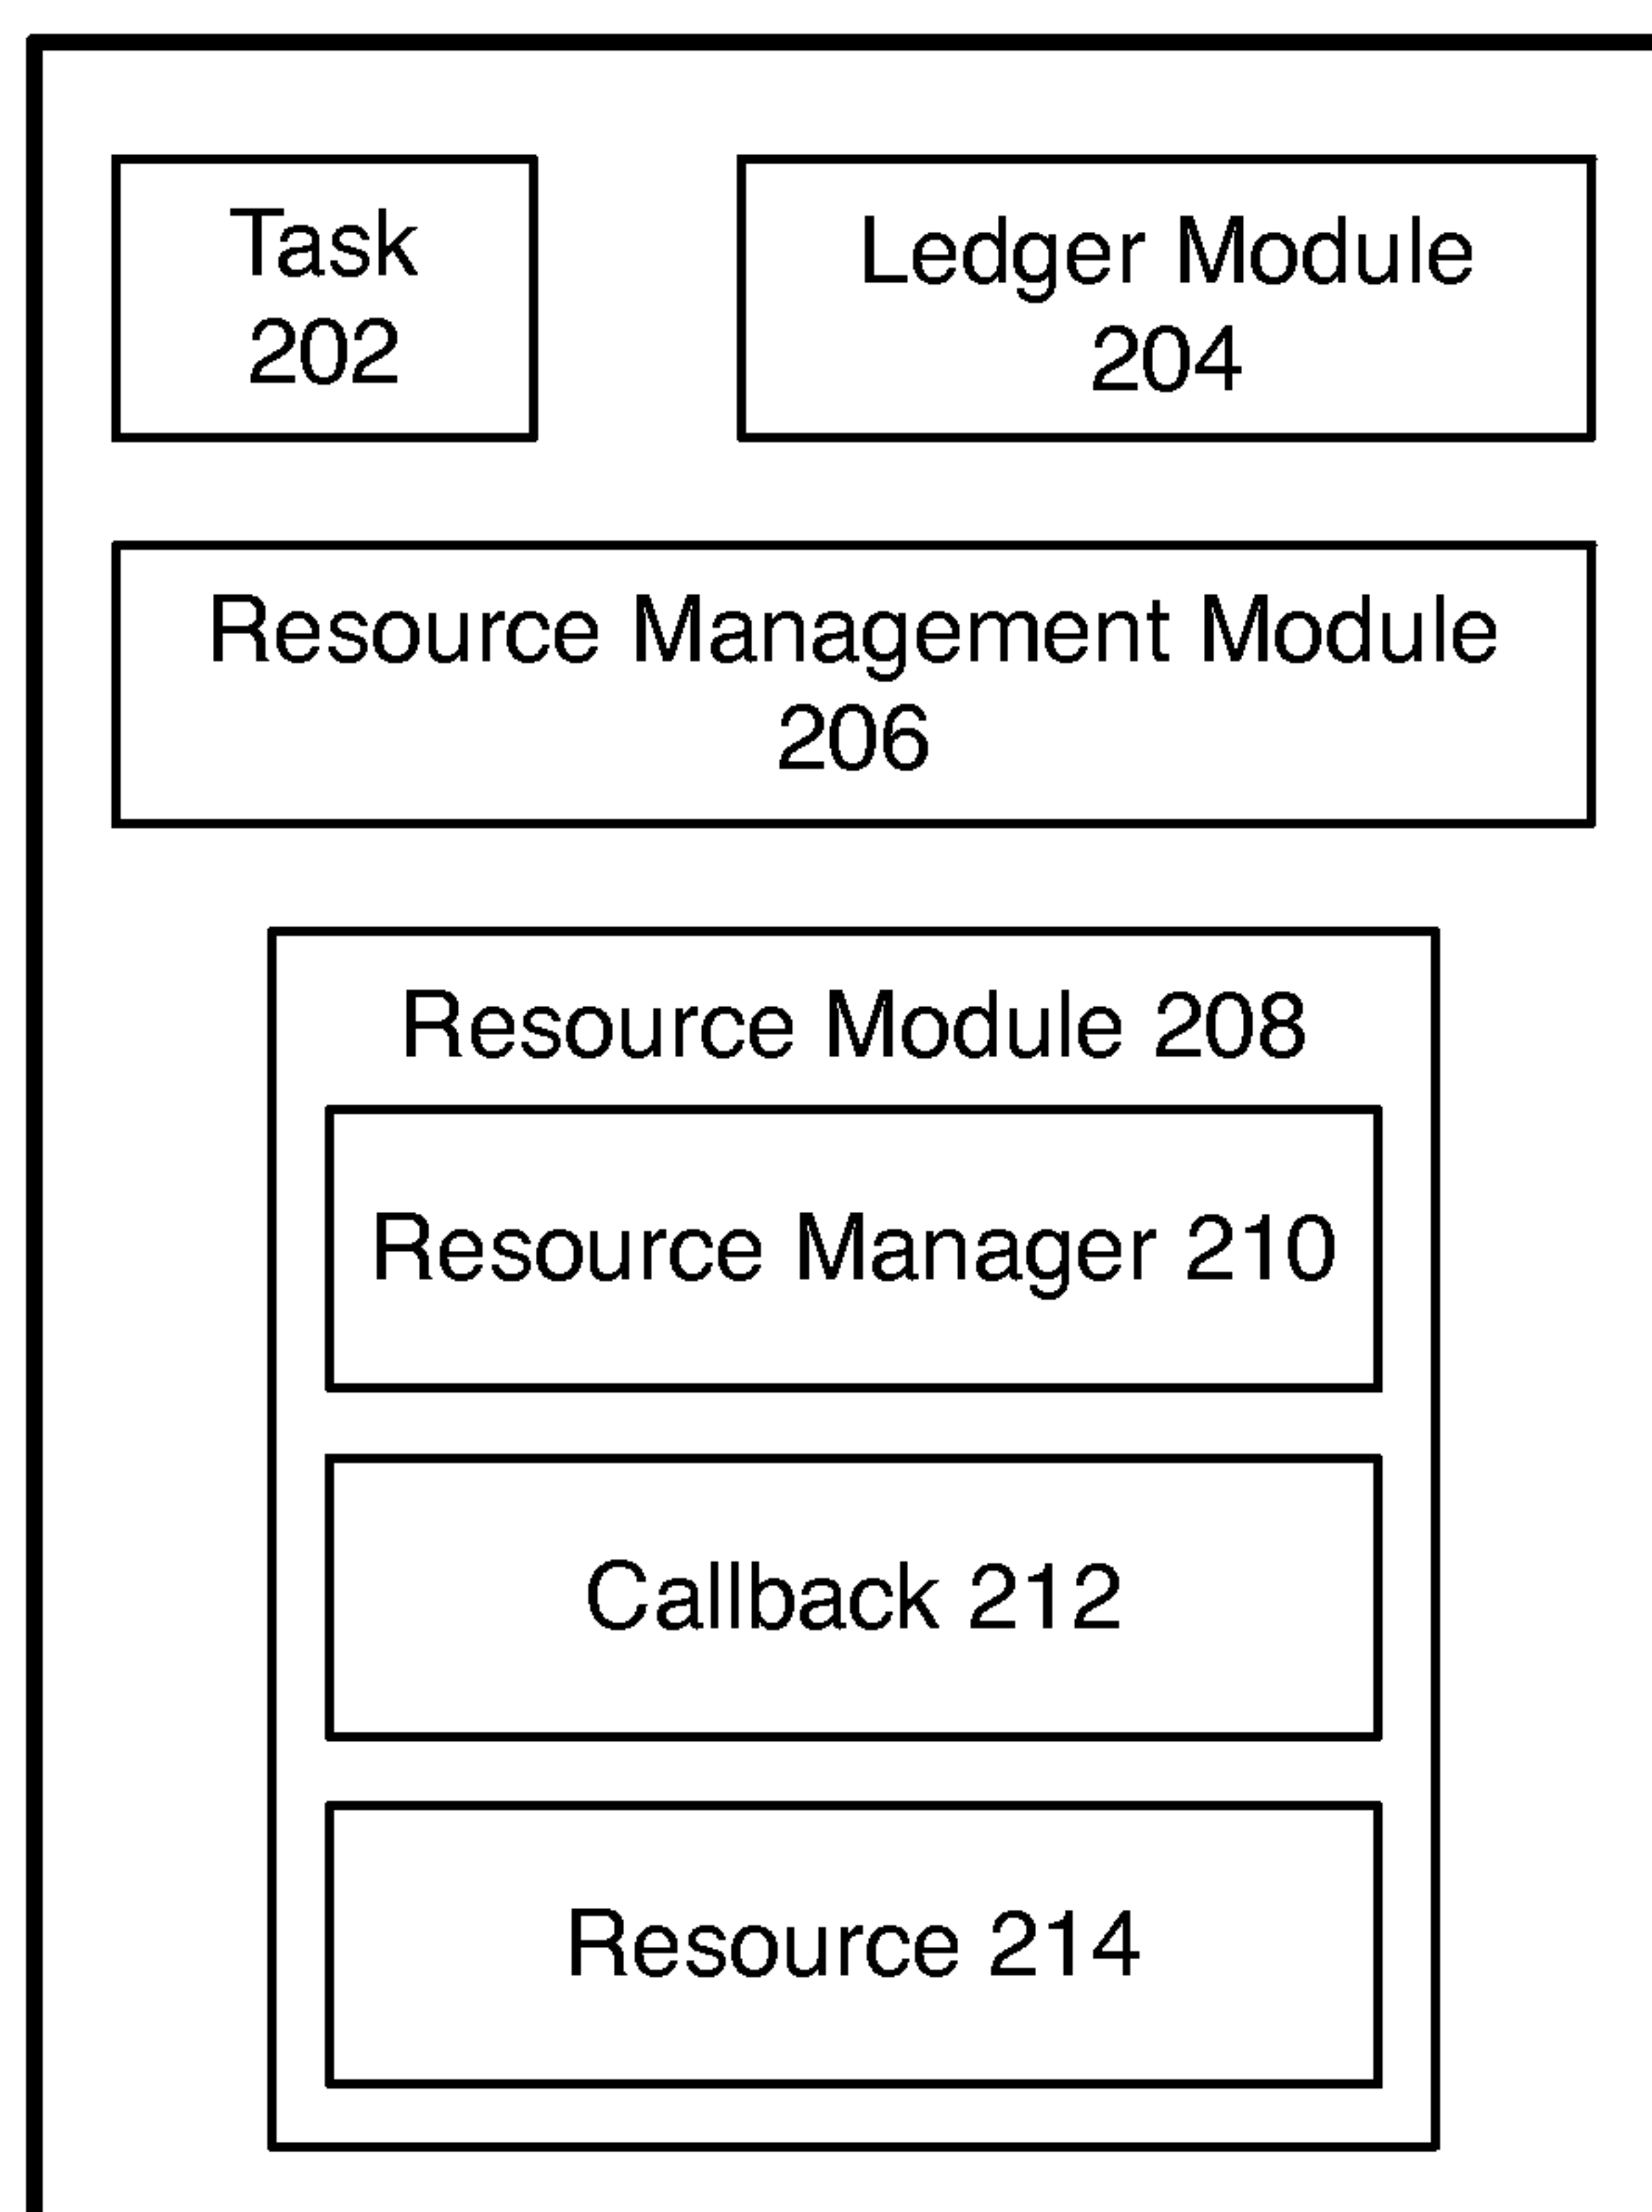 Task
202
Ledger Module
204
Resource Management Module
206
Resource Module 208
Resource Manager 210
Callback 212
Resource 214